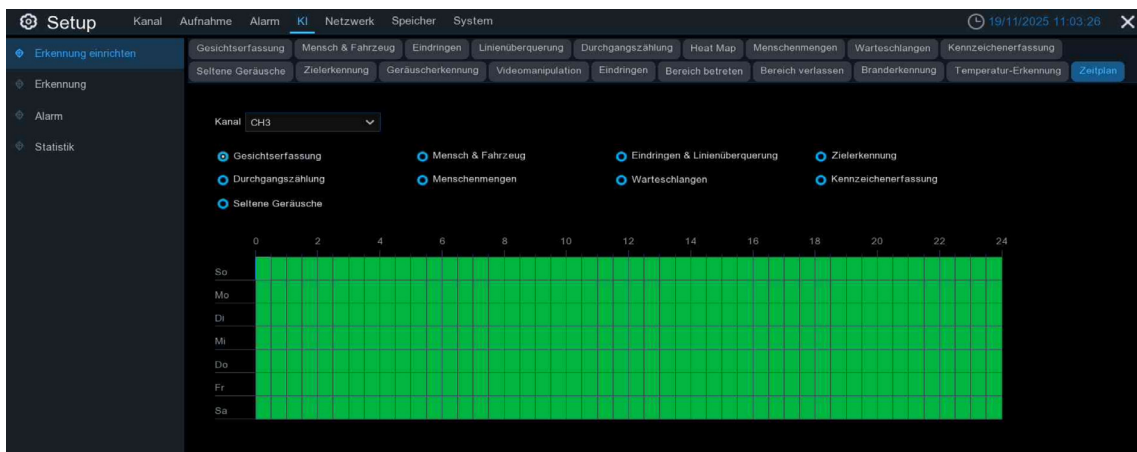 Setup Kanal Aufnahme Alarm KI Netzwerk Speicher System 19/11/2025 11:03:26
Erkennung einrichten
Erkennung
Alarm
Statistik
Gesichtserfassung Mensch & Fahrzeug Eindringen Linienüberquerung Durchgangszählung Heat Map Menschenmengen Warteschlangen Kennzeichenerfassung
Seltene Geräusche Zielerkennung Geräuscherkennung Videomanipulation Eindringen Bereich betreten Bereich verlassen Branderkennung Temperatur-Erkennung Zeitplan
Kanal CH3
Gesichtserfassung Mensch & Fahrzeug Eindringen & Linienüberquerung Zielerkennung
Durchgangszählung Menschenmengen Warteschlangen Kennzeichenerfassung
Seltene Geräusche
0 2 4 6 8 10 12 14 16 18 20 22 24
So
Mo
Di
Mi
Do
Fr
Sa